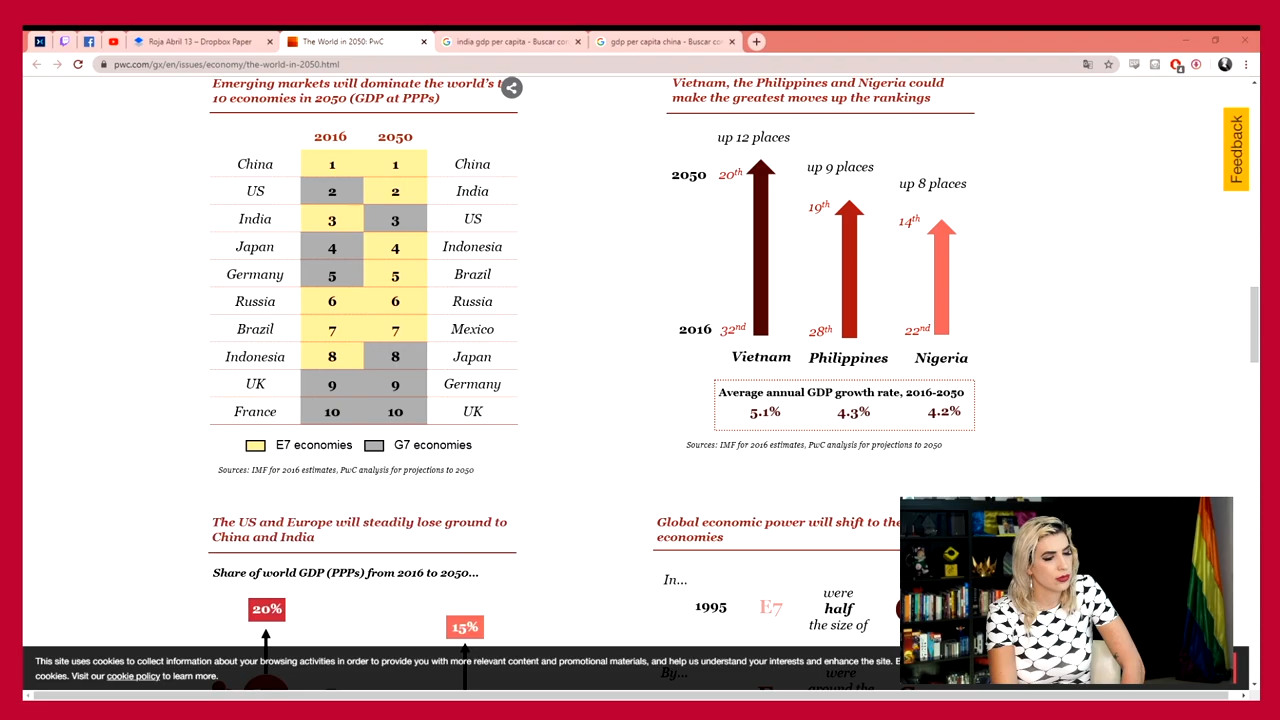 Roja Abril 13 – Dropbox Paper
The World in 2050: PwC
india gdp per capita - Buscar con
gdp per capita china - Buscar co
pwc.com/gx/en/issues/economy/the-world-in-2050.html
Emerging markets will dominate the world's t
10 economies in 2050 (GDP at PPPs)
2016 2050
China 1 1 China
US 2 2 India
India 3 3 US
Japan 4 4 Indonesia
Germany 5 5 Brazil
Russia 6 6 Russia
Brazil 7 7 Mexico
Indonesia 8 8 Japan
UK 9 9 Germany
France 10 10 UK
E7 economies G7 economies
Sources: IMF for 2016 estimates, PwC analysis for projections to 2050
Vietnam, the Philippines and Nigeria could
make the greatest moves up the rankings
up 12 places
up 9 places
up 8 places
2050 20th
19th
14th
2016 32nd 28th 22nd
Vietnam Philippines Nigeria
Average annual GDP growth rate, 2016-2050
5.1% 4.3% 4.2%
Sources: IMF for 2016 estimates, PwC analysis for projections to 2050
Feedback
The US and Europe will steadily lose ground to
China and India
Share of world GDP (PPPs) from 2016 to 2050...
20%
15%
Global economic power will shift to the
economies
In...
1995 E7 were
half
the size of
This site uses cookies to collect information about your browsing activities in order to provide you with more relevant content and promotional materials, and help us understand your interests and enhance the site.
cookies. Visit our cookie policy to learn more.
By... were
around the